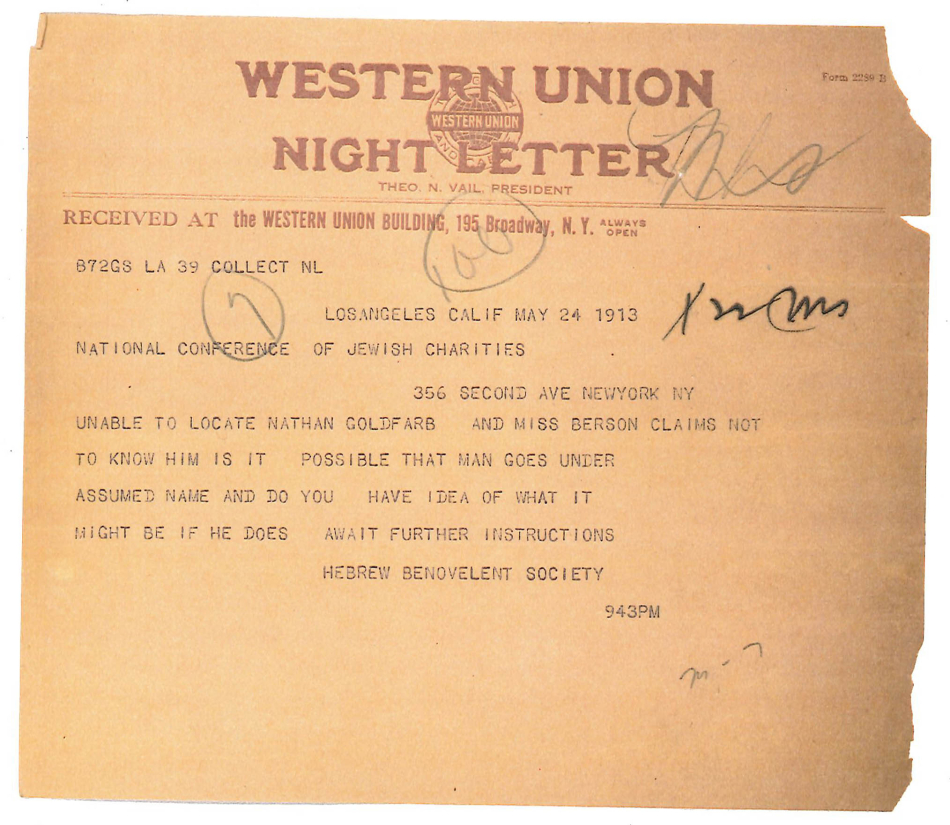 Form 2289 B
WESTERN UNION
WESTERN UNION
NIGHT LETTER
THEO. N. VAIL, PRESIDENT
RECEIVED AT the WESTERN UNION BUILDING, 195 Broadway, N. Y. ALWAYS OPEN
872GS LA 39 COLLECT NL
LOSANGELES CALIF MAY 24 1913
NATIONAL CONFERENCE OF JEWISH CHARITIES
356 SECOND AVE NEWYORK NY
UNABLE TO LOCATE NATHAN GOLDFARB AND MISS BERSON CLAIMS NOT
TO KNOW HIM IS IT POSSIBLE THAT MAN GOES UNDER
ASSUMED NAME AND DO YOU HAVE IDEA OF WHAT IT
MIGHT BE IF HE DOES AWAIT FURTHER INSTRUCTIONS
HEBREW BENOVELENT SOCIETY
943PM